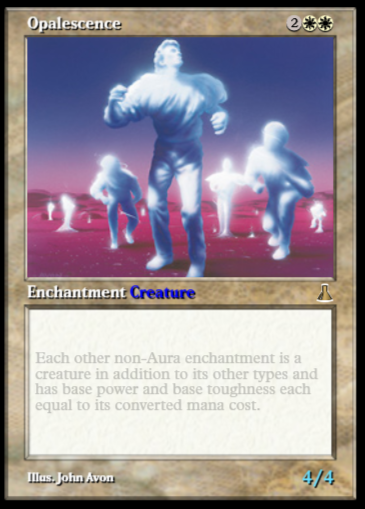 Opalescence 2
Enchantment Creature
Each other non-Aura enchantment is a
creature in addition to its other types and
has base power and base toughness each
equal to its converted mana cost.
Illus. John Avon 4/4